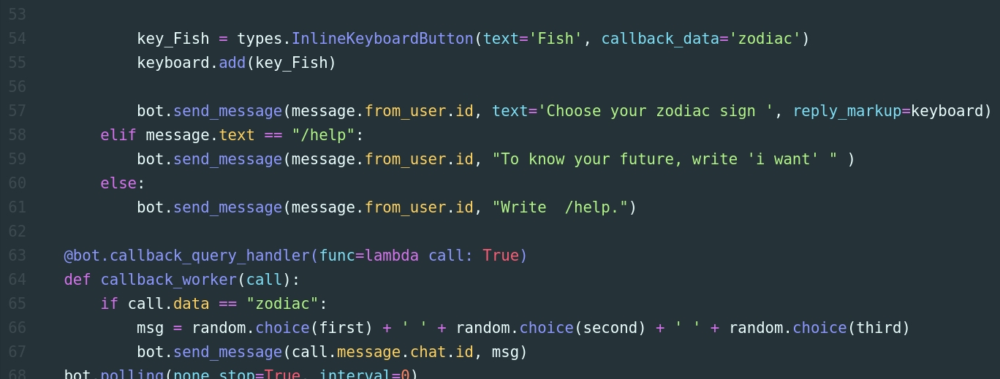 53
54 key_Fish = types.InlineKeyboardButton(text='Fish', callback_data='zodiac')
55 keyboard.add(key_Fish)
56
57 bot.send_message(message.from_user.id, text='Choose your zodiac sign ', reply_markup=keyboard)
58 elif message.text == "/help":
59 bot.send_message(message.from_user.id, "To know your future, write 'i want' " )
60 else:
61 bot.send_message(message.from_user.id, "Write  /help.")
62
63 @bot.callback_query_handler(func=lambda call: True)
64 def callback_worker(call):
65 if call.data == "zodiac":
66 msg = random.choice(first) + ' ' + random.choice(second) + ' ' + random.choice(third)
67 bot.send_message(call.message.chat.id, msg)
68 bot.polling(none_stop=True, interval=0)